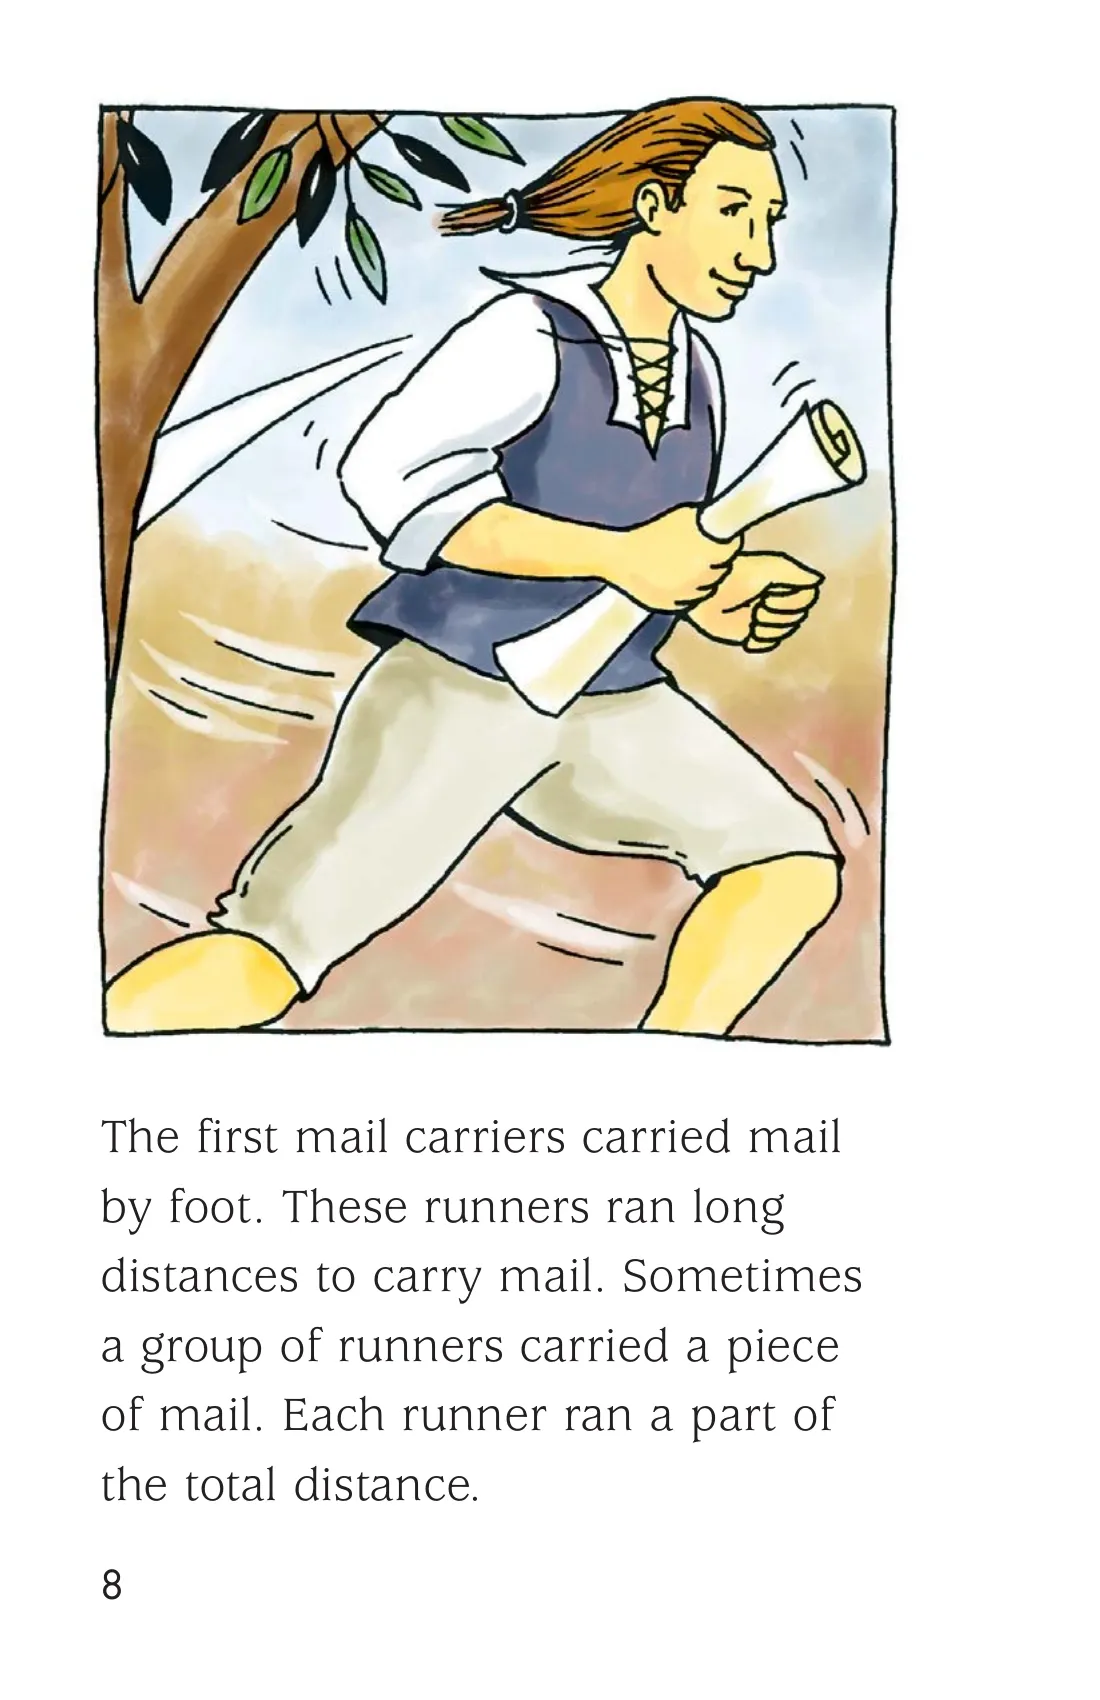 The first mail carriers carried mail
by foot. These runners ran long
distances to carry mail. Sometimes
a group of runners carried a piece
of mail. Each runner ran a part of
the total distance.
8